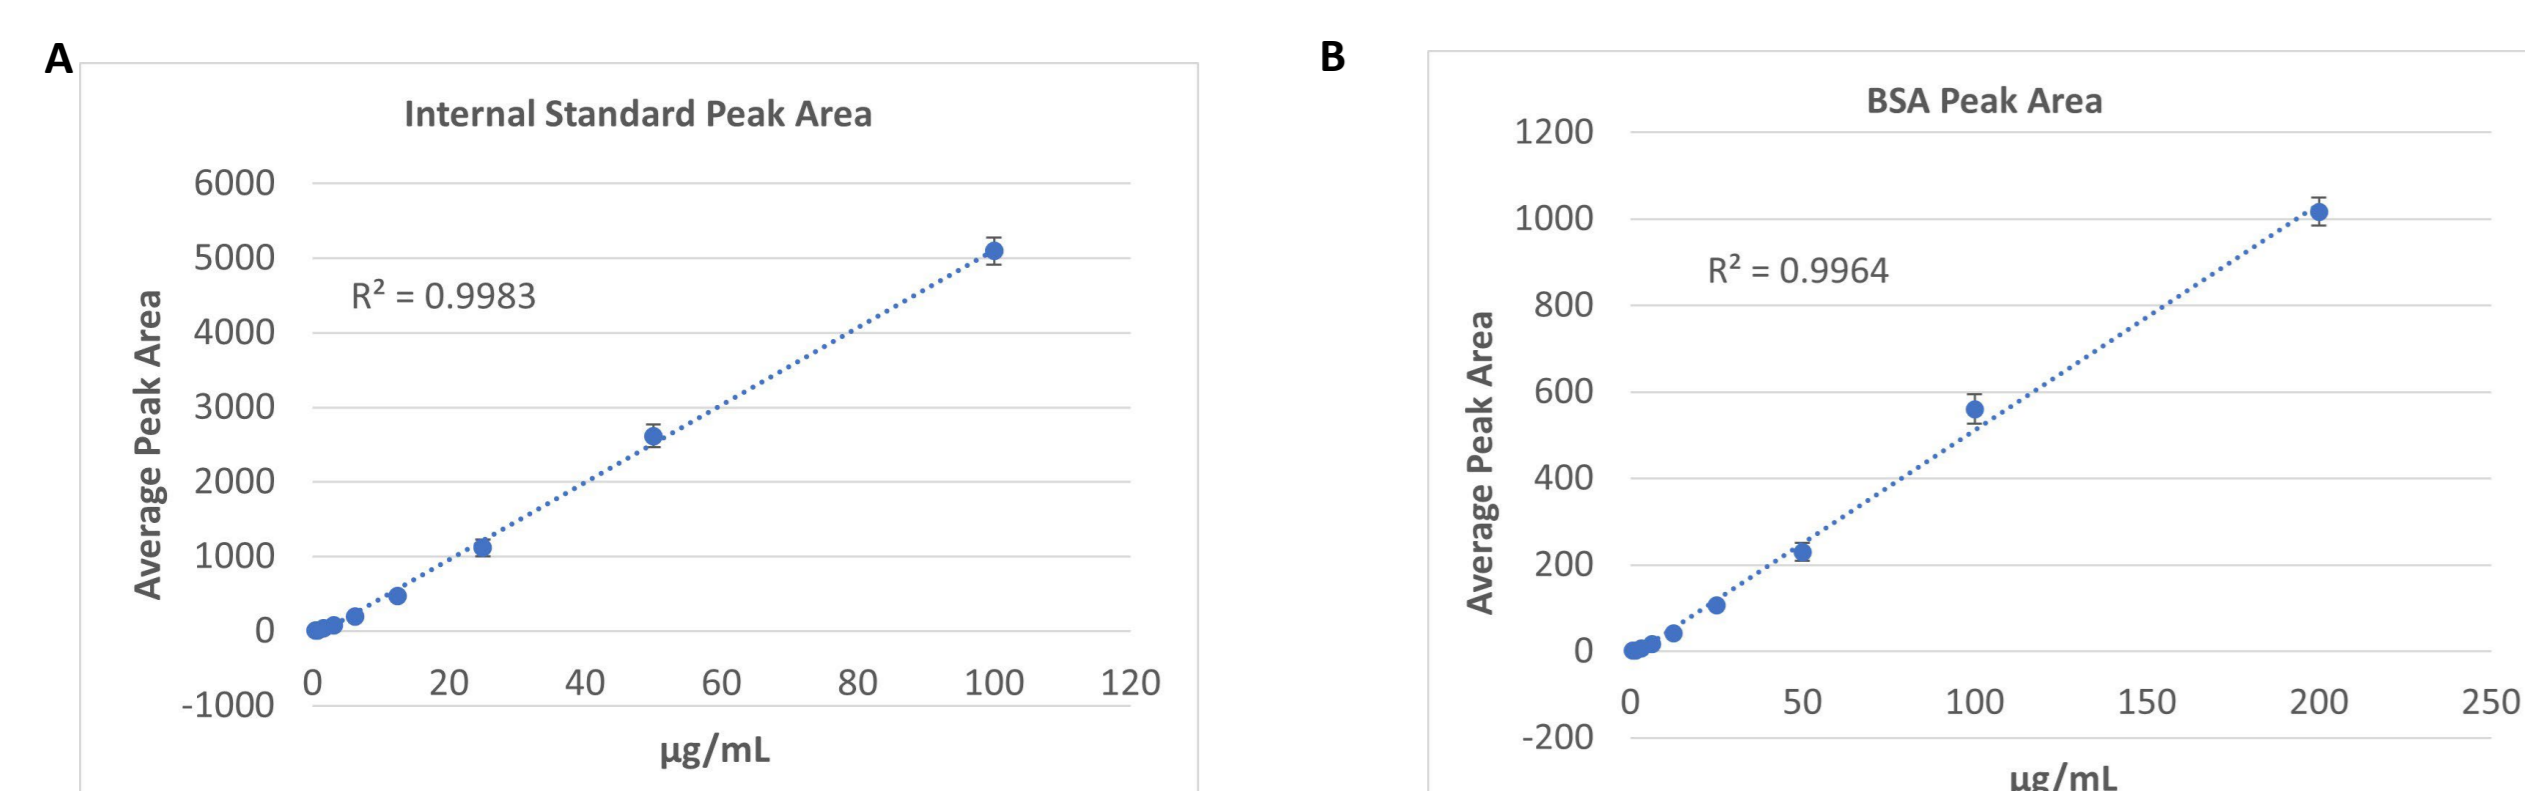 A
Internal Standard Peak Area
6000
5000
4000
3000
2000
1000
0
-1000
R² = 0.9983
Average Peak Area
0 20 40 60 80 100 120
µg/mL
B
BSA Peak Area
1200
1000
800
600
400
200
0
-200
R² = 0.9964
Average Peak Area
0 50 100 150 200 250
µg/mL